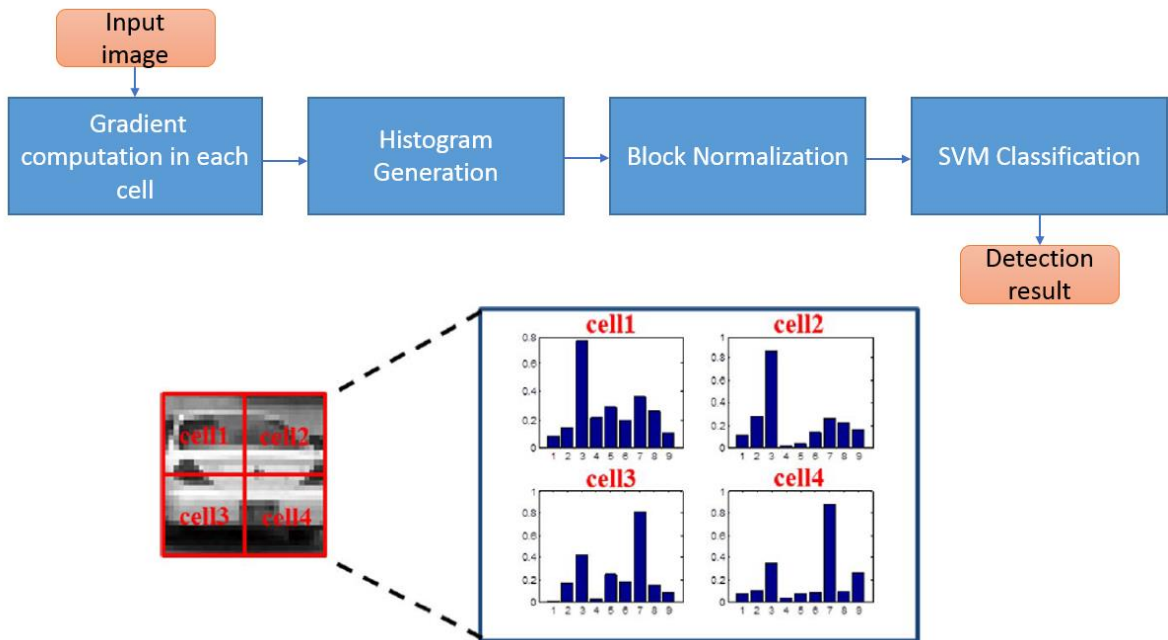 Input
image
Gradient
computation in each
cell
Histogram
Generation
Block Normalization
SVM Classification
Detection
result
cell1
cell2
cell3
cell4
cell1
0.8
0.6
0.4
0.2
0
1 2 3 4 5 6 7 8 9
cell2
1
0.8
0.6
0.4
0.2
0
1 2 3 4 5 6 7 8 9
cell3
1
0.8
0.6
0.4
0.2
0
1 2 3 4 5 6 7 8 9
cell4
1
0.8
0.6
0.4
0.2
0
1 2 3 4 5 6 7 8 9